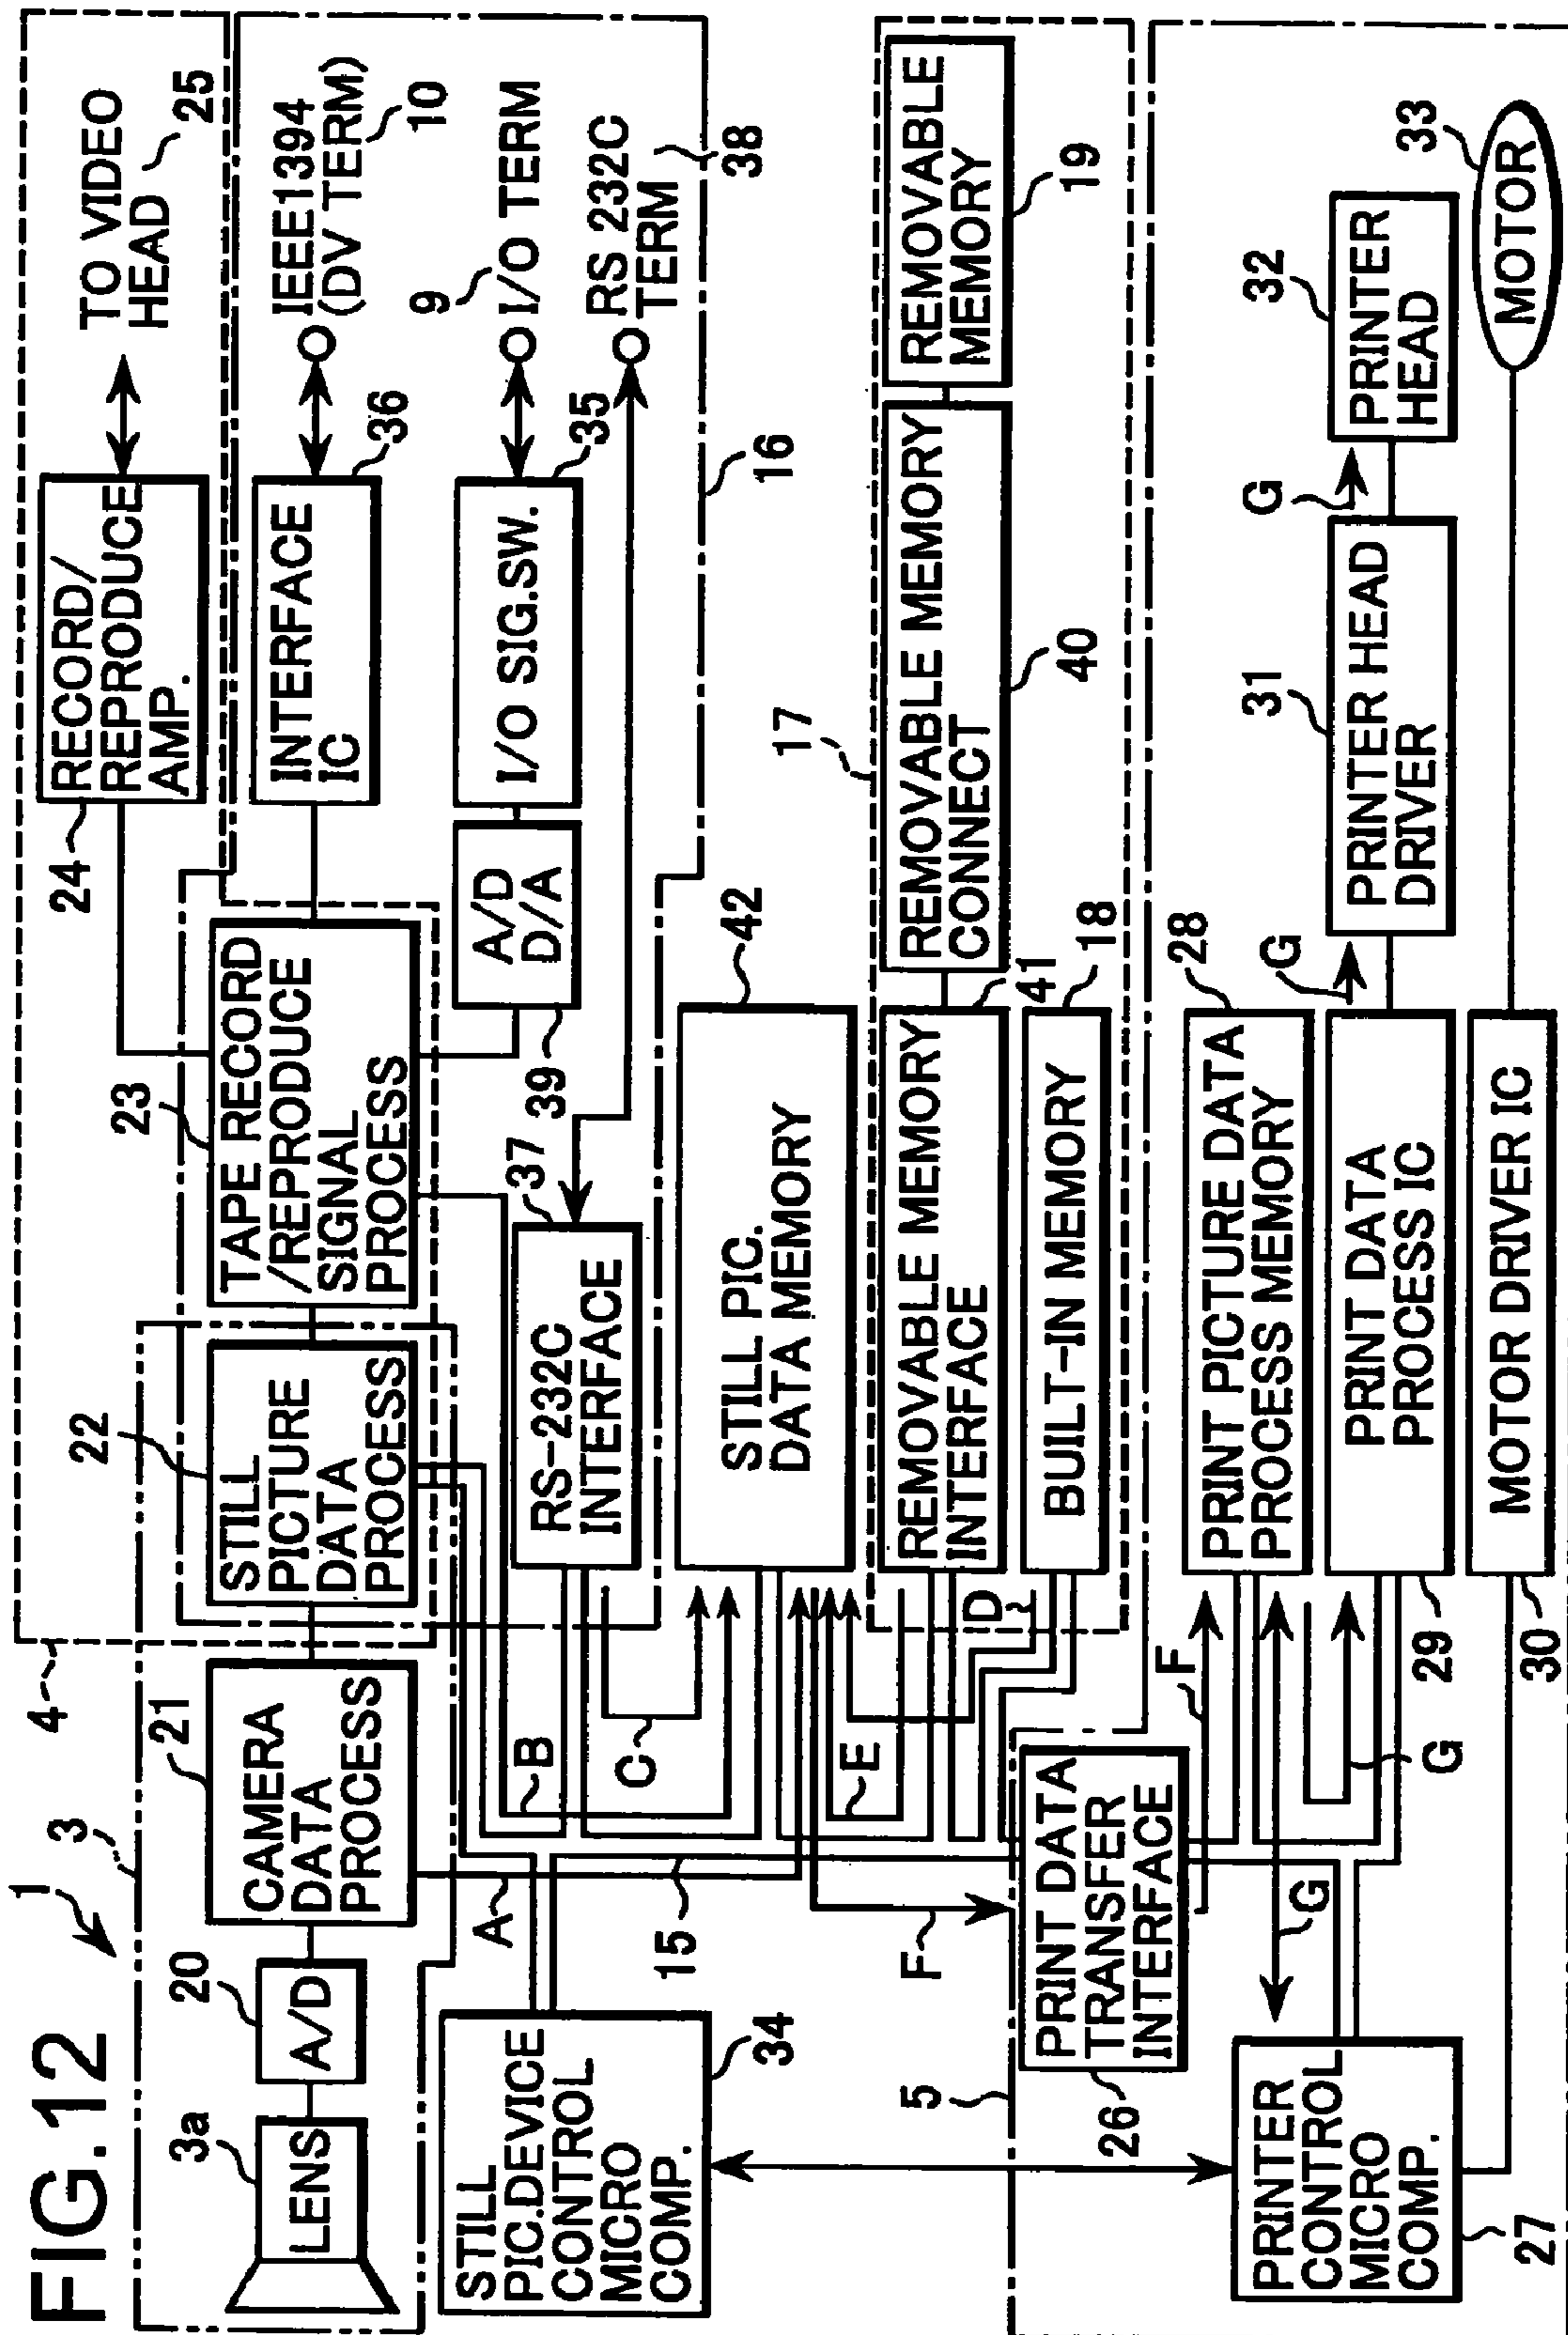 FIG.12
1
3
4
TO VIDEO
HEAD
25
RECORD/
REPRODUCE
AMP.
24
3a
LENS
20
A/D
21
CAMERA
DATA
PROCESS
22
STILL
PICTURE
DATA
PROCESS
23
TAPE RECORD
/REPRODUCE
SIGNAL
PROCESS
INTERFACE
IC
36
IEEE1394
(DV TERM)
10
A/D
D/A
39
I/O SIG.SW.
35
9
I/O TERM
RS 232C
TERM
38
37
RS-232C
INTERFACE
16
STILL
PIC.DEVICE
CONTROL
MICRO
COMP.
34
A
B
C
15
STILL PIC.
DATA MEMORY
42
17
E
D
F
REMOVABLE MEMORY
INTERFACE
41
REMOVABLE MEMORY
CONNECT
40
REMOVABLE
MEMORY
19
BUILT-IN MEMORY
18
5
PRINT DATA
TRANSFER
INTERFACE
26
F
PRINT PICTURE DATA
PROCESS MEMORY
28
G
G
PRINTER
CONTROL
MICRO
COMP.
27
PRINT DATA
PROCESS IC
29
G
PRINTER HEAD
DRIVER
31
G
PRINTER
HEAD
32
MOTOR DRIVER IC
30
MOTOR
33